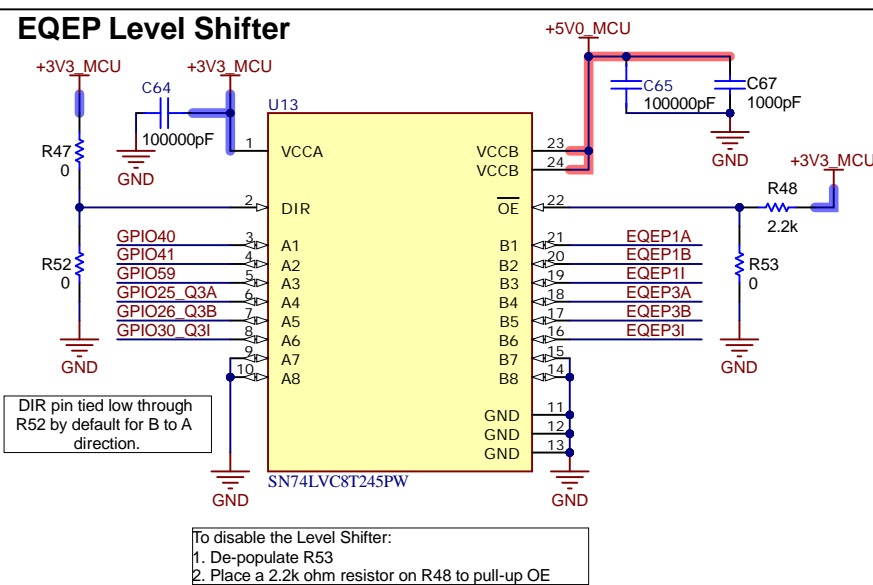 EQEP Level Shifter
+5V0_MCU
+3V3_MCU
+3V3_MCU
C64
100000pF
GND
C65
100000pF
C67
1000pF
GND
+3V3_MCU
U13
R47
0
R52
0
GND
R48
2.2k
R53
0
GND
1 VCCA
VCCB 23
VCCB 24
2 DIR
OE 22
GPIO40 3 A1
B1 21 EQEP1A
GPIO41 4 A2
B2 20 EQEP1B
GPIO59 5 A3
B3 19 EQEP1I
GPIO25_Q3A 6 A4
B4 18 EQEP3A
GPIO26_Q3B 7 A5
B5 17 EQEP3B
GPIO30_Q3I 8 A6
B6 16 EQEP3I
9 A7
B7 15
10 A8
B8 14
GND 11
GND 12
GND 13
GND
GND
SN74LVC8T245PW
DIR pin tied low through
R52 by default for B to A
direction.
To disable the Level Shifter:
1. De-populate R53
2. Place a 2.2k ohm resistor on R48 to pull-up OE